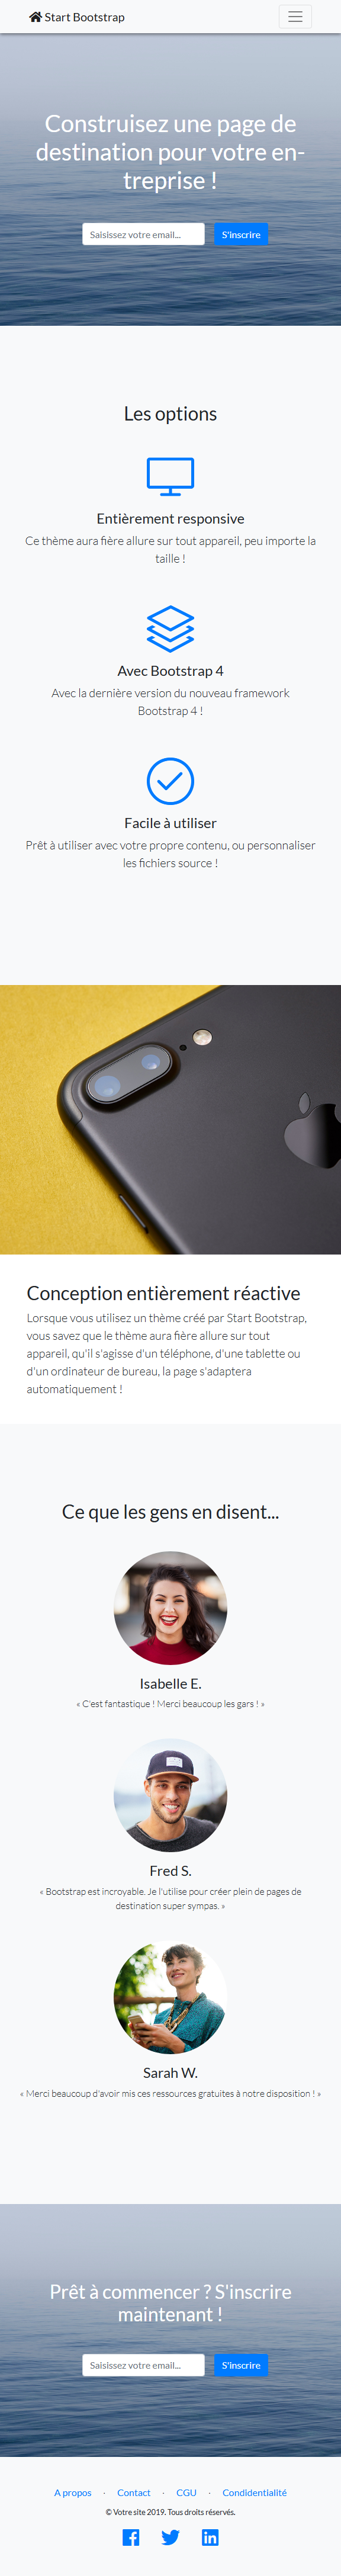 Start Bootstrap
Construisez une page de
destination pour votre en-
treprise !
Saisissez votre email... S'inscrire
Les options
Entièrement responsive
Ce thème aura fière allure sur tout appareil, peu importe la
taille !
Avec Bootstrap 4
Avec la dernière version du nouveau framework
Bootstrap 4 !
Facile à utiliser
Prêt à utiliser avec votre propre contenu, ou personnaliser
les fichiers source !
Conception entièrement réactive
Lorsque vous utilisez un thème créé par Start Bootstrap,
vous savez que le thème aura fière allure sur tout
appareil, qu'il s'agisse d'un téléphone, d'une tablette ou
d'un ordinateur de bureau, la page s'adaptera
automatiquement !
Ce que les gens en disent...
Isabelle E.
« C'est fantastique ! Merci beaucoup les gars ! »
Fred S.
« Bootstrap est incroyable. Je l'utilise pour créer plein de pages de
destination super sympas. »
Sarah W.
« Merci beaucoup d'avoir mis ces ressources gratuites à notre disposition ! »
Prêt à commencer ? S'inscrire
maintenant !
Saisissez votre email... S'inscrire
A propos · Contact · CGU · Condidentialité
© Votre site 2019. Tous droits réservés.